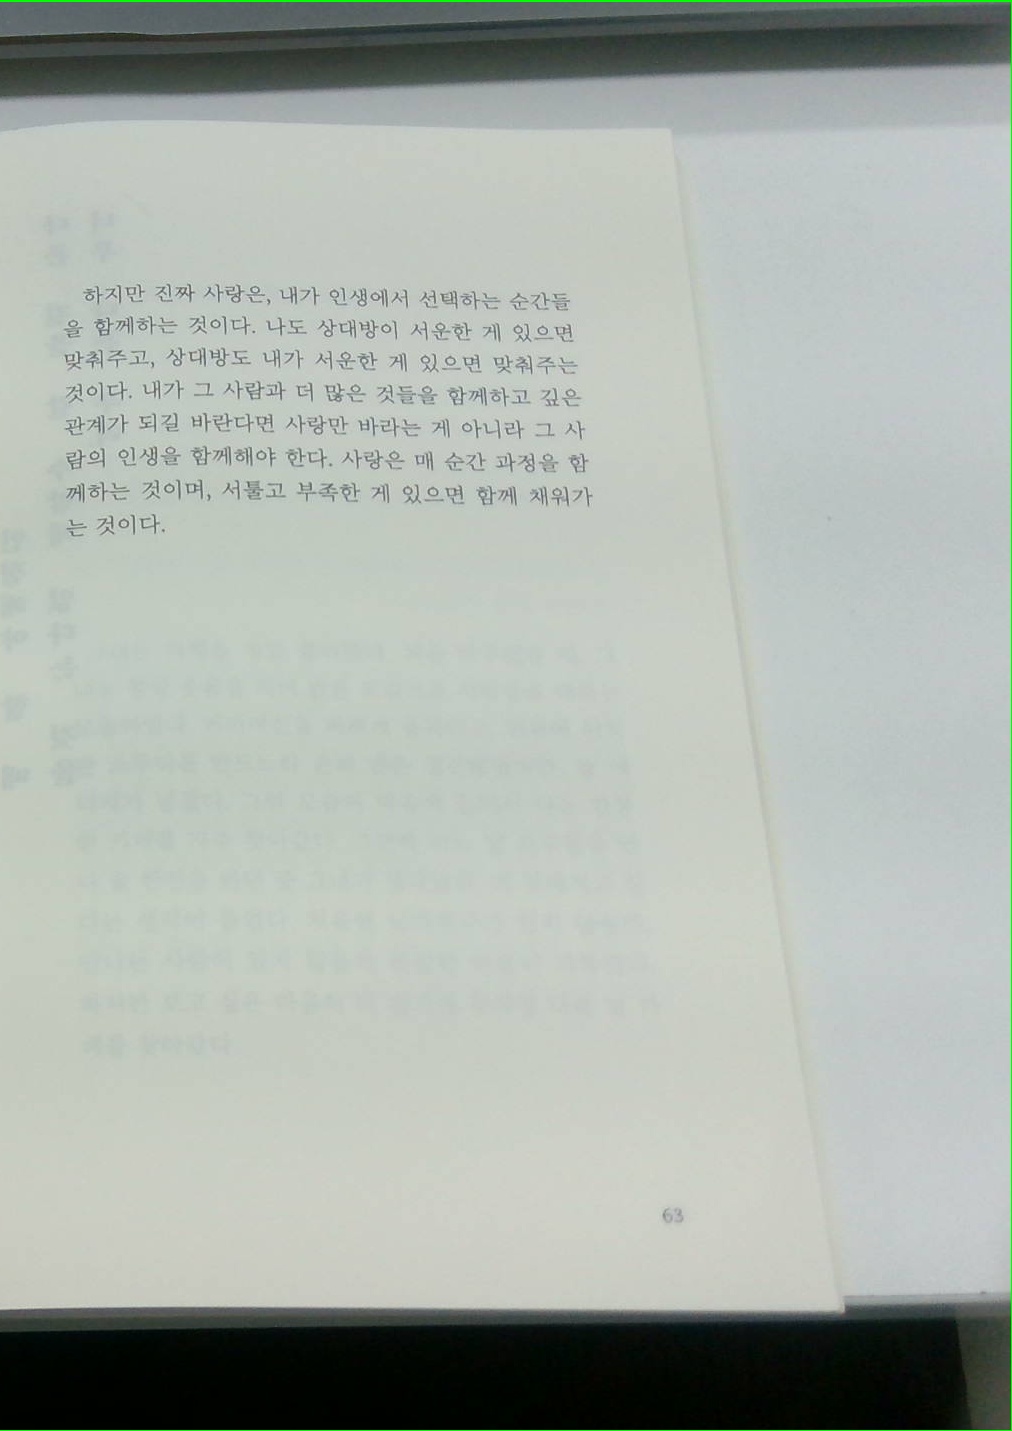 하지만 진짜 사랑은, 내가 인생에서 선택하는 순간들
을 함께하는 것이다. 나도 상대방이 서운한 게 있으면
맞춰주고, 상대방도 내가 서운한 게 있으면 맞춰주는
것이다. 내가 그 사람과 더 많은 것들을 함께하고 깊은
관계가 되길 바란다면 사랑만 바라는 게 아니라 그 사
람의 인생을 함께해야 한다. 사랑은 매 순간 과정을 함
께하는 것이며, 서툴고 부족한 게 있으면 함께 채워가
는 것이다.
63